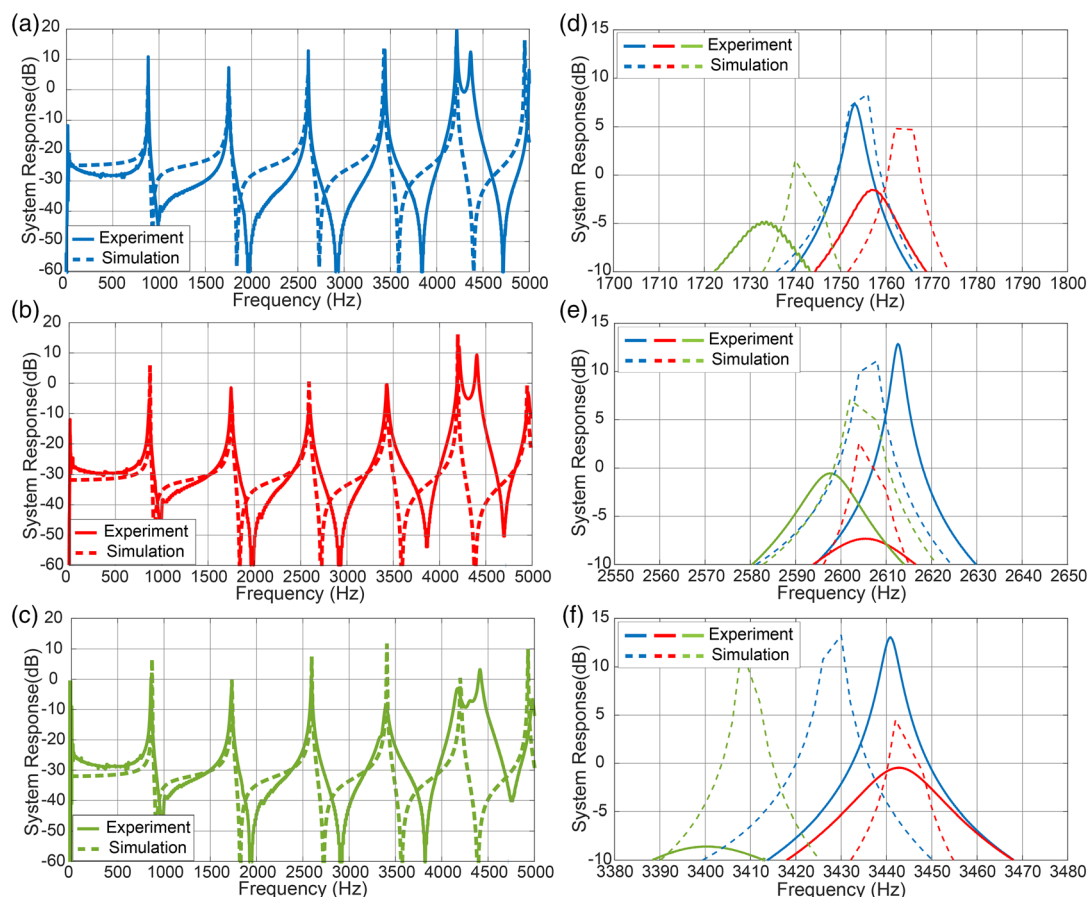 (a)
20
10
0
-10
-20
-30
-40
-50
-60
System Response(dB)
Experiment
Simulation
0 500 1000 1500 2000 2500 3000 3500 4000 4500 5000
Frequency (Hz)
(b)
20
10
0
-10
-20
-30
-40
-50
-60
System Response(dB)
Experiment
Simulation
0 500 1000 1500 2000 2500 3000 3500 4000 4500 5000
Frequency (Hz)
(c)
20
10
0
-10
-20
-30
-40
-50
-60
System Response(dB)
Experiment
Simulation
0 500 1000 1500 2000 2500 3000 3500 4000 4500 5000
Frequency (Hz)
(d)
15
10
5
0
-5
-10
System Response(dB)
Experiment
Simulation
1700 1710 1720 1730 1740 1750 1760 1770 1780 1790 1800
Frequency (Hz)
(e)
15
10
5
0
-5
-10
System Response(dB)
Experiment
Simulation
2550 2560 2570 2580 2590 2600 2610 2620 2630 2640 2650
Frequency (Hz)
(f)
15
10
5
0
-5
-10
System Response(dB)
Experiment
Simulation
3380 3390 3400 3410 3420 3430 3440 3450 3460 3470 3480
Frequency (Hz)